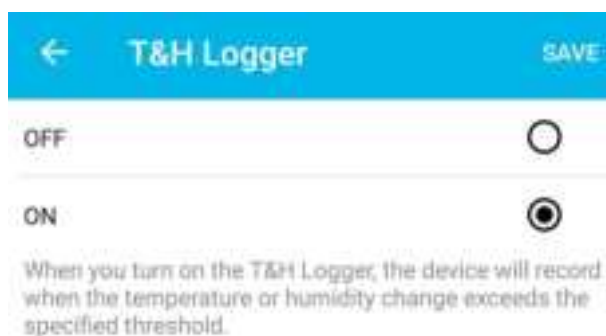 T&H Logger SAVE
OFF
ON
When you turn on the T&H Logger, the device will record
when the temperature or humidity change exceeds the
specified threshold.